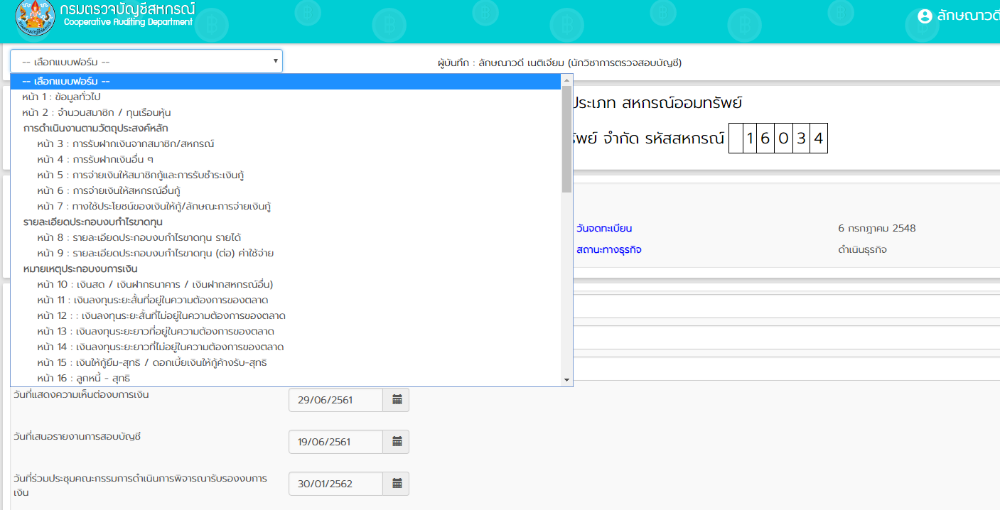 กรมตรวจบัญชีสหกรณ์
Cooperative Auditing Department
ลักษณาวดี
-- เลือกแบบฟอร์ม --
ผู้บันทึก : ลักษณาวดี เนติเจียม (นักวิชาการตรวจสอบบัญชี)
-- เลือกแบบฟอร์ม --
หน้า 1 : ข้อมูลทั่วไป
หน้า 2 : จำนวนสมาชิก / ทุนเรือนหุ้น
การดำเนินงานตามวัตถุประสงค์หลัก
หน้า 3 : การรับฝากเงินจากสมาชิก/สหกรณ์
หน้า 4 : การรับฝากเงินอื่น ๆ
หน้า 5 : การจ่ายเงินให้สมาชิกกู้และการรับชำระเงินกู้
หน้า 6 : การจ่ายเงินให้สหกรณ์อื่นกู้
หน้า 7 : ทางใช้ประโยชน์ของเงินให้กู้/ลักษณะการจ่ายเงินกู้
รายละเอียดประกอบงบกำไรขาดทุน
หน้า 8 : รายละเอียดประกอบงบกำไรขาดทุน รายได้
หน้า 9 : รายละเอียดประกอบงบกำไรขาดทุน (ต่อ) ค่าใช้จ่าย
หมายเหตุประกอบงบการเงิน
หน้า 10 : เงินสด / เงินฝากธนาคาร / เงินฝากสหกรณ์อื่น)
หน้า 11 : เงินลงทุนระยะสั้นที่อยู่ในความต้องการของตลาด
หน้า 12 : : เงินลงทุนระยะสั้นที่ไม่อยู่ในความต้องการของตลาด
หน้า 13 : เงินลงทุนระยะยาวที่อยู่ในความต้องการของตลาด
หน้า 14 : เงินลงทุนระยะยาวที่ไม่อยู่ในความต้องการของตลาด
หน้า 15 : เงินให้กู้ยืม-สุทธิ / ดอกเบี้ยเงินให้กู้ค้างรับ-สุทธิ
หน้า 16 : ลูกหนี้ - สุทธิ
ประเภท สหกรณ์ออมทรัพย์
รัพย์ จำกัด รหัสสหกรณ์ 1 6 0 3 4
วันจดทะเบียน 6 กรกฎาคม 2548
สถานะทางธุรกิจ ดำเนินธุรกิจ
วันที่แสดงความเห็นต่องบการเงิน 29/06/2561
วันที่เสนอรายงานการสอบบัญชี 19/06/2561
วันที่ร่วมประชุมคณะกรรมการดำเนินการพิจารณารับรองงบการ
เงิน 30/01/2562